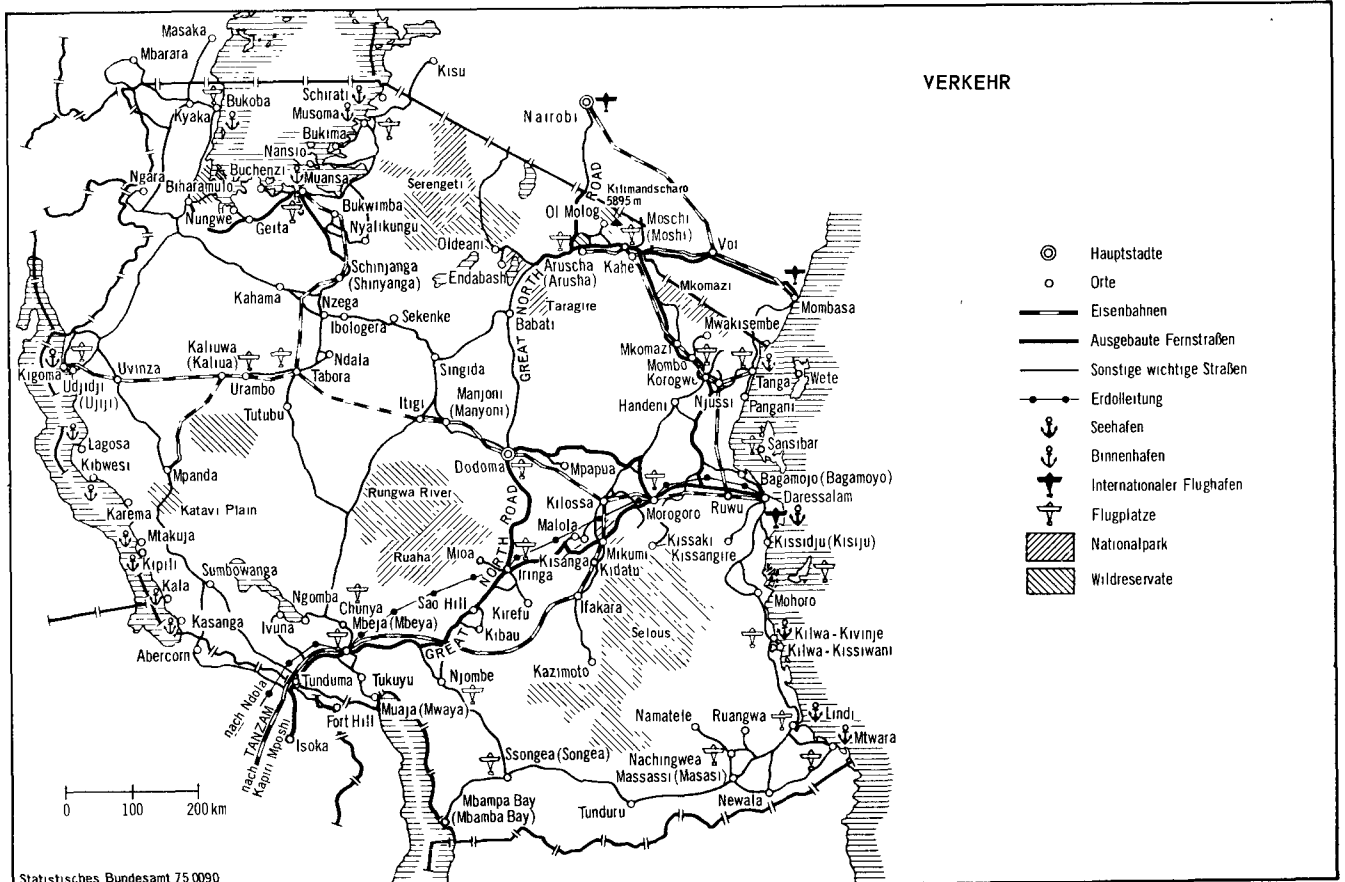 VERKEHR
Masaka
Mbarara
Kisu
Kyaka
Bukoba
Schirati
Musoma
Bukima
Nansio
Nairobi
Ngara
Biharamulo
Buchenzi
Muansa
Serengeti
ROAD
Kilimandscharo
5895 m
Ol Molog
Moschi
(Moshi)
Nungwe
Geita
Bukwimba
Nyalikungu
Oldeani
Endabash
Aruscha
(Arusha)
Kahe
Voi
Schinjanga
(Shinyanga)
Kahama
Nzega
Ibologera
Sekenke
NORTH
Taragire
Babati
Mkomazi
Mombasa
Mwakisembe
Kigoma
Udjidji
(Ujiji)
Uvinza
Kaliuwa
(Kaliua)
Urambo
Ndala
Tabora
Singida
GREAT
Mkomazi
Mombo
Korogwe
Tanga
Wete
Tutubu
Itigi
Manjoni
(Manyoni)
Handeni
Njussi
Pangani
Lagosa
Kibwesi
Mpanda
Dodoma
Mpapua
Sansibar
Bagamojo (Bagamoyo)
Daressalam
Karema
Katavi Plain
Rungwa River
Kilossa
Morogoro
Ruwu
Mtakuja
Kipili
Kala
Sumbowanga
Ruaha
NORTH ROAD
Mloa
Malola
Kisanga
Iringa
Mikumi
Kidatu
Kissaki
Kissangire
Kissidju (Kisiju)
Kasanga
Abercorn
Ivuna
Ngomba
Chunya
Mbeja (Mbeya)
Sao Hill
Kirefu
Kibau
Ifakara
Mohoro
GREAT
Selous
Kilwa-Kivinje
Kilwa-Kissiwani
Kazimoto
nach Ndola
TANZAM
nach
Kapiri Mposhi
Tunduma
Tukuyu
Fort Hill
Muaja (Mwaya)
Isoka
Njombe
Namatele
Ruangwa
Lindi
Mtwara
Ssongea (Songea)
Nachingwea
Massassi (Masasi)
Newala
Tunduru
Mbampa Bay
(Mbamba Bay)
0 100 200 km
Hauptstadte
Orte
Eisenbahnen
Ausgebaute Fernstraßen
Sonstige wichtige Straßen
Erdolleitung
Seehafen
Binnenhafen
Internationaler Flughafen
Flugplatze
Nationalpark
Wildreservate
Statistisches Bundesamt 75 0090